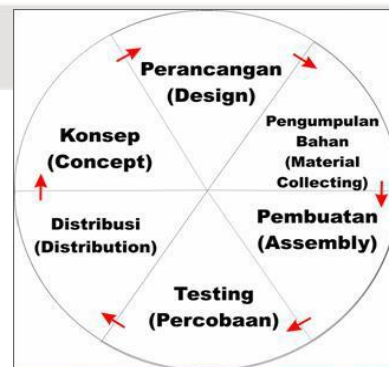 Perancangan
(Design)
Pengumpulan
Bahan
(Material
Collecting)
Pembuatan
(Assembly)
Testing
(Percobaan)
Distribusi
(Distribution)
Konsep
(Concept)